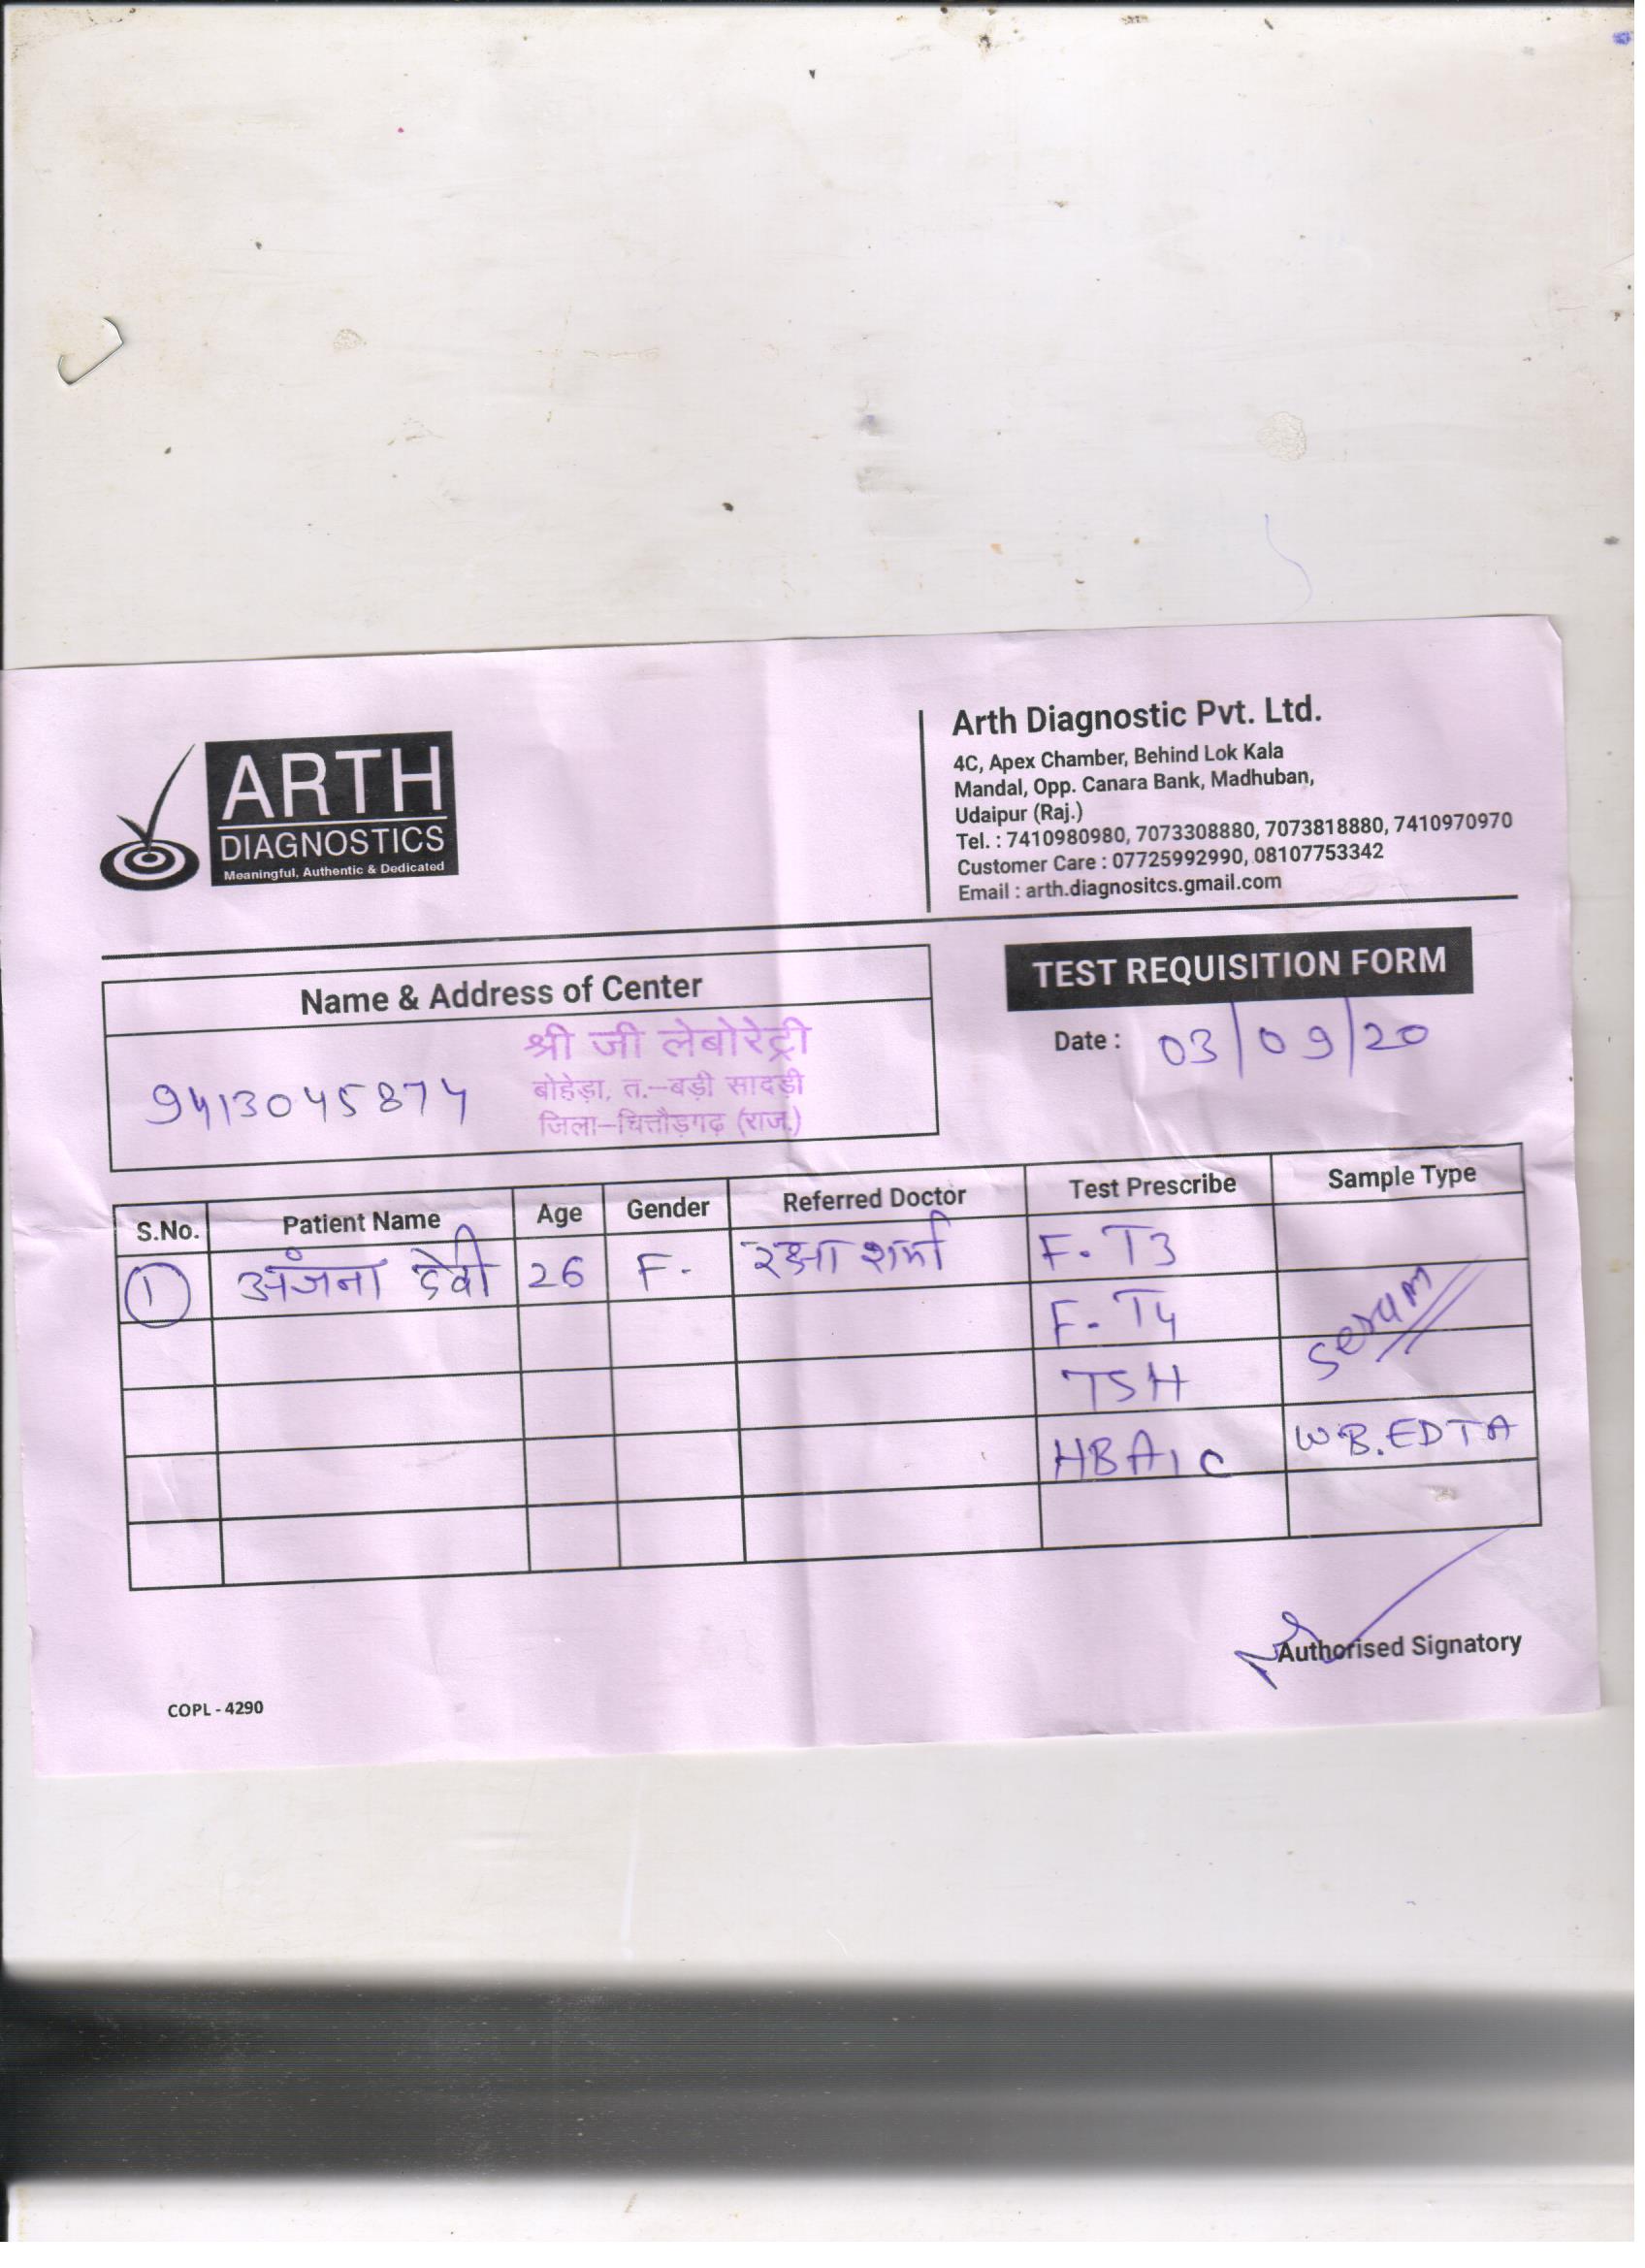 ARTH
DIAGNOSTICS
Meaningful, Authentic & Dedicated
Arth Diagnostic Pvt. Ltd.
4C, Apex Chamber, Behind Lok Kala
Mandal, Opp. Canara Bank, Madhuban,
Udaipur (Raj.)
Tel. : 7410980980, 7073308880, 7073818880, 7410970970
Customer Care : 07725992990, 08107753342
Email : arth.diagnositcs.gmail.com
Name & Address of Center
TEST REQUISITION FORM
Date : 03/09/20
श्री जी लेबोरेट्री
बोहेड़ा, त.–बड़ी सादड़ी
जिला–चित्तौड़गढ़ (राज.)
9413045874
S.No. Patient Name Age Gender Referred Doctor Test Prescribe Sample Type
1 अंजना देवी 26 F. रक्षा शर्मा F. T3
F. T4 Serum
TSH
HBA1C WB.EDTA
Authorised Signatory
COPL - 4290